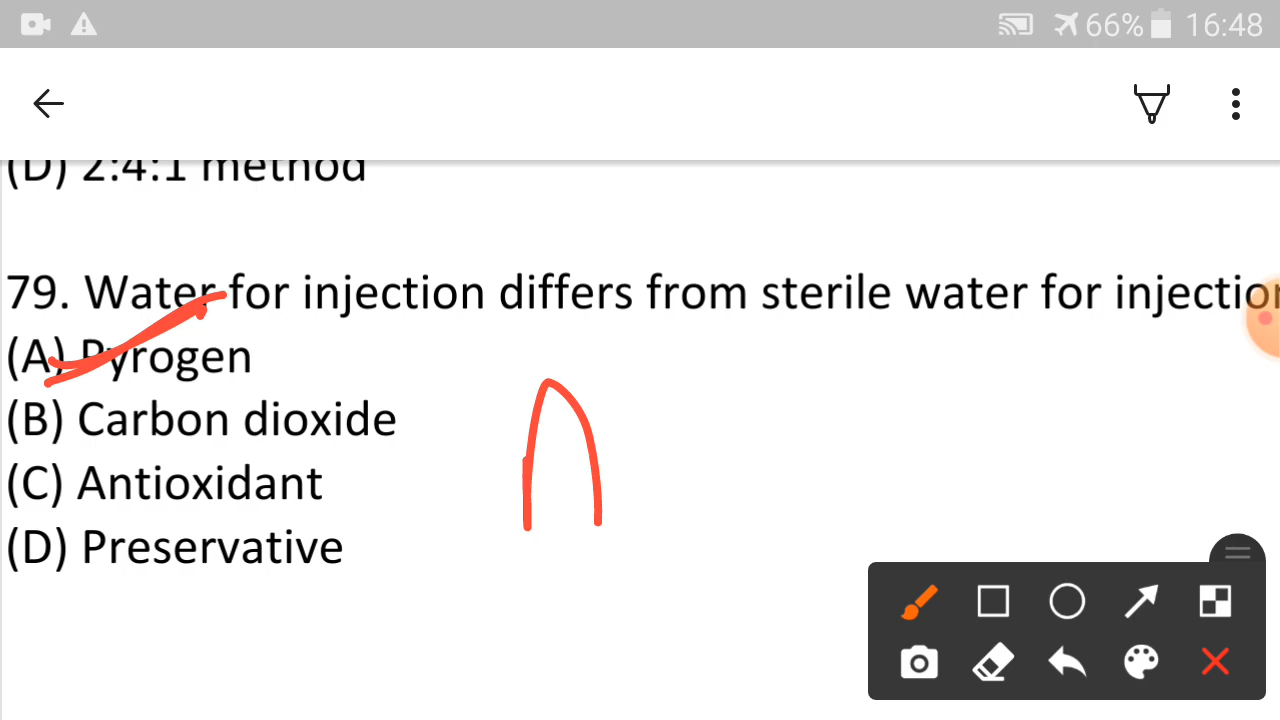 66% 16:48
(D) 2:4:1 method
79. Water for injection differs from sterile water for injection
(A) Pyrogen
(B) Carbon dioxide
(C) Antioxidant
(D) Preservative